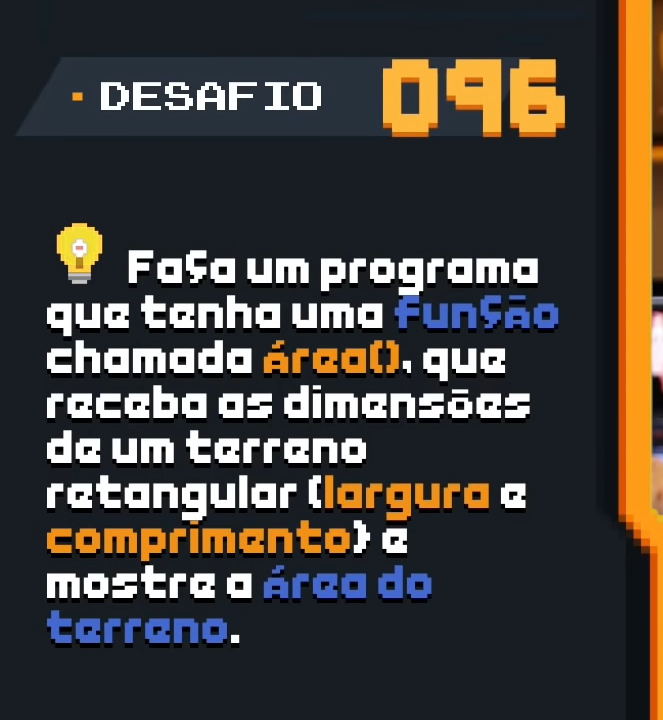 DESAFIO 096
Faça um programa
que tenha uma função
chamada área(), que
receba as dimensões
de um terreno
retangular (largura e
comprimento) e
mostre a área do
terreno.